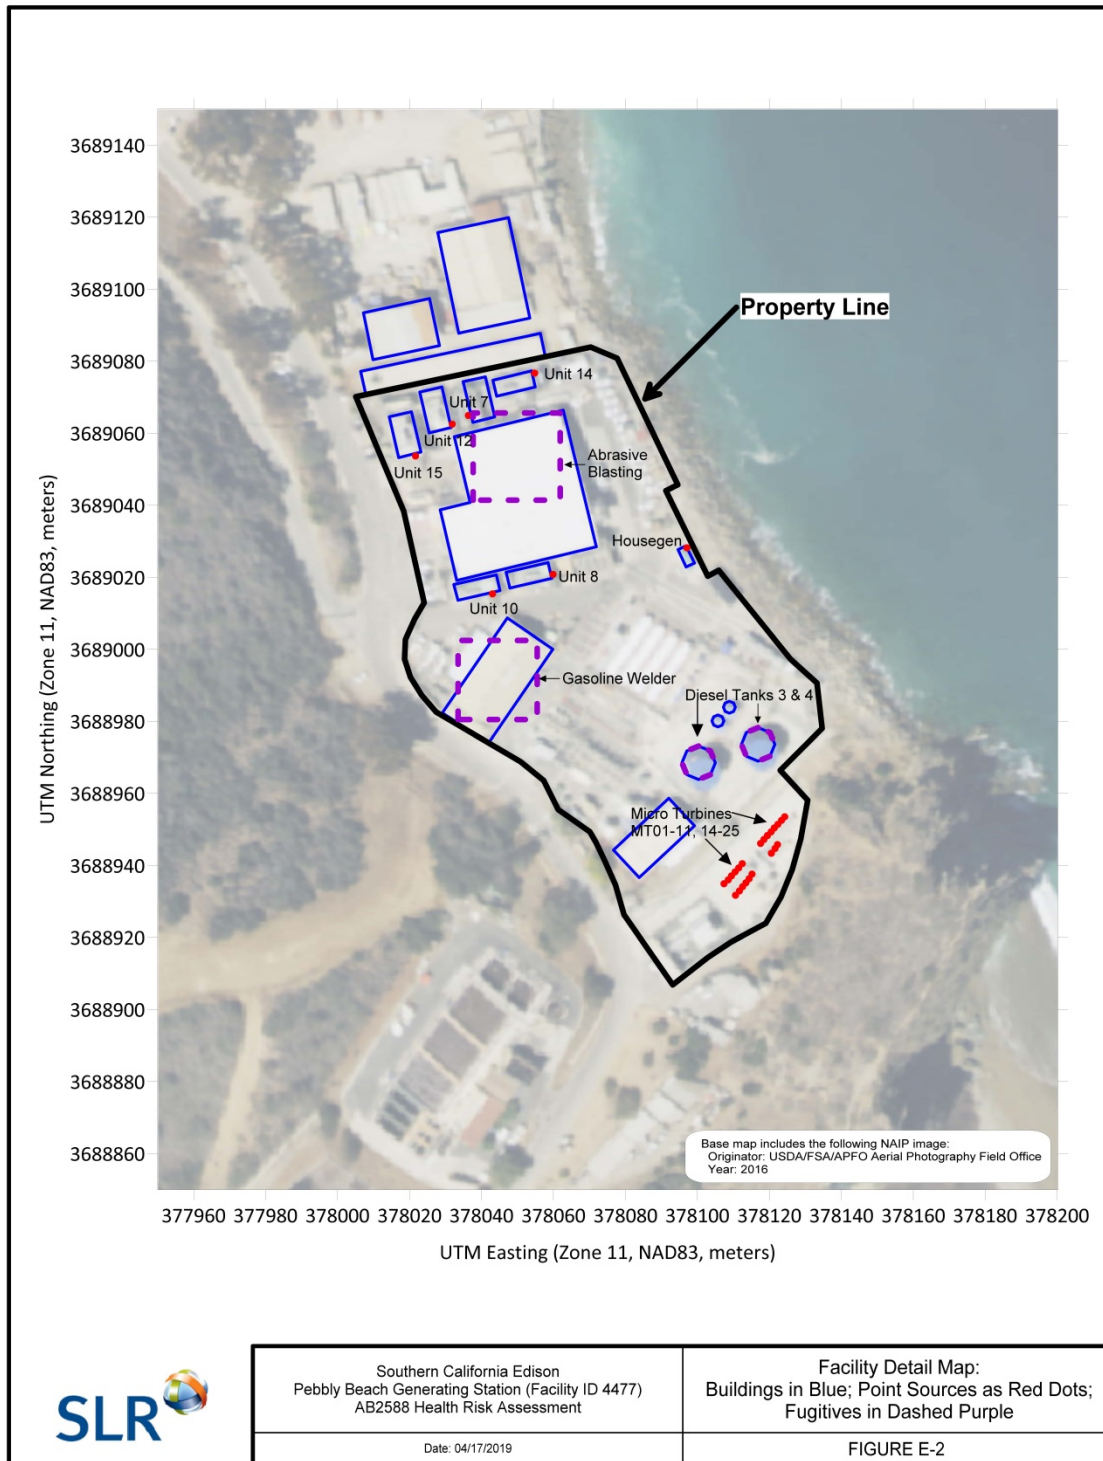 3689140
3689120
3689100
3689080
3689060
3689040
3689020
3689000
3688980
3688960
3688940
3688920
3688900
3688880
3688860
UTM Northing (Zone 11, NAD83, meters)
Property Line
Unit 14
Unit 7
Unit 12
Unit 15
Abrasive
Blasting
Housegen
Unit 8
Unit 10
Gasoline Welder
Diesel Tanks 3 & 4
Micro Turbines
MT01-11, 14-25
Base map includes the following NAIP image:
Originator: USDA/FSA/APFO Aerial Photography Field Office
Year: 2016
377960 377980 378000 378020 378040 378060 378080 378100 378120 378140 378160 378180 378200
UTM Easting (Zone 11, NAD83, meters)
SLR
Southern California Edison
Pebbly Beach Generating Station (Facility ID 4477)
AB2588 Health Risk Assessment
Date: 04/17/2019
Facility Detail Map:
Buildings in Blue; Point Sources as Red Dots;
Fugitives in Dashed Purple
FIGURE E-2